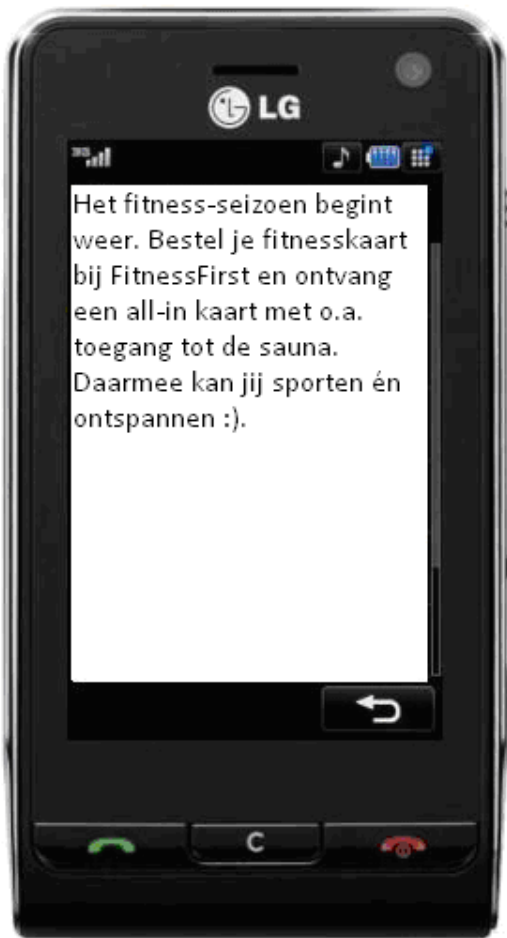 LG
3G
Het fitness-seizoen begint
weer. Bestel je fitnesskaart
bij FitnessFirst en ontvang
een all-in kaart met o.a.
toegang tot de sauna.
Daarmee kan jij sporten én
ontspannen :).
C